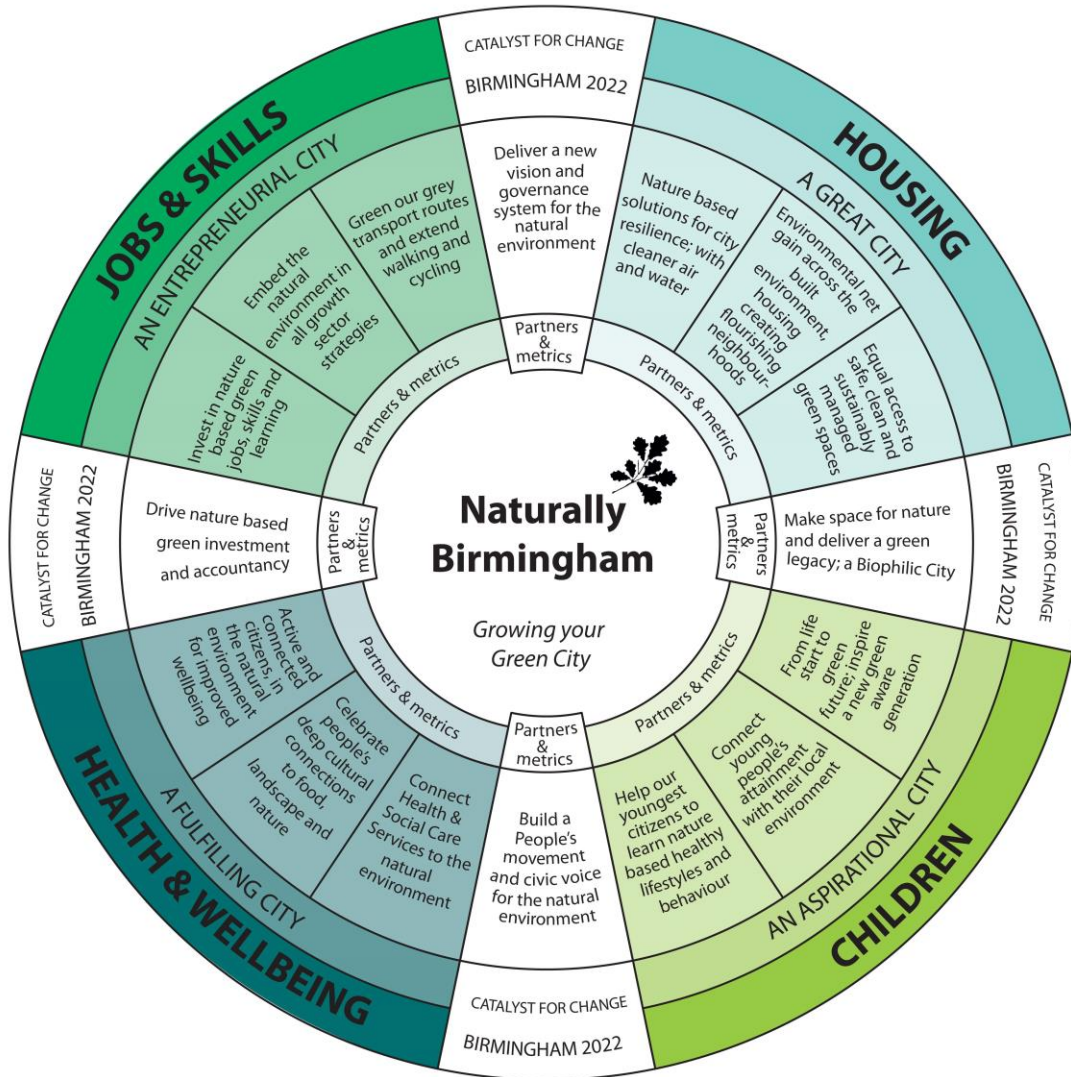 CATALYST FOR CHANGE
BIRMINGHAM 2022
Deliver a new
vision and
governance
system for the
natural
environment
Partners
&
metrics
HOUSING
A GREAT CITY
Nature based
solutions for city
resilience; with
cleaner air
and water
Environmental net
gain across the
built
environment,
housing
creating
flourishing
neighbour-
hoods
Equal access to
safe, clean and
sustainably
managed
green spaces
Partners & metrics
CATALYST FOR CHANGE
BIRMINGHAM 2022
Make space for nature
and deliver a green
legacy; a Biophilic City
Partners
&
metrics
CHILDREN
AN ASPIRATIONAL CITY
From life
start to
green
future; inspire
a new green
aware
generation
Connect
young
people's
attainment
with their local
environment
Help our
youngest
citizens to
learn nature
based healthy
lifestyles and
behaviour
Partners & metrics
CATALYST FOR CHANGE
BIRMINGHAM 2022
Build a
People's
movement
and civic voice
for the natural
environment
Partners
&
metrics
HEALTH & WELLBEING
A FULFILLING CITY
Connect
Health &
Social Care
Services to the
natural
environment
Celebrate
people's
deep cultural
connections
to food,
landscape and
nature
Active and
connected
citizens, in
the natural
environment
for improved
wellbeing
Partners & metrics
CATALYST FOR CHANGE
BIRMINGHAM 2022
Drive nature based
green investment
and accountancy
Partners
&
metrics
JOBS & SKILLS
AN ENTREPRENEURIAL CITY
Invest in nature
based green
jobs, skills and
learning
Embed the
natural
environment in
all growth
sector
strategies
Green our grey
transport routes
and extend
walking and
cycling
Partners & metrics
Naturally
Birmingham
Growing your
Green City